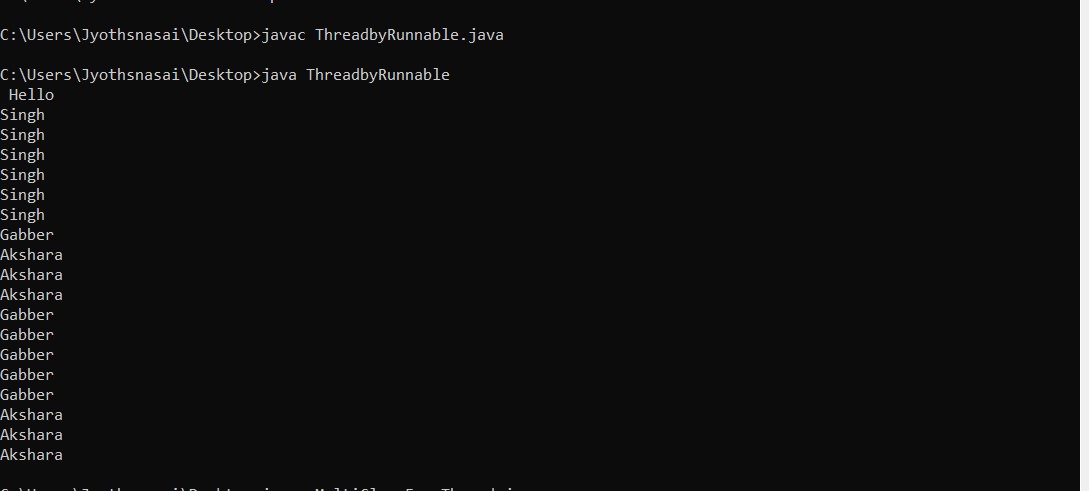 C:\Users\Jyothsnasai\Desktop>javac ThreadbyRunnable.java
C:\Users\Jyothsnasai\Desktop>java ThreadbyRunnable
Hello
Singh
Singh
Singh
Singh
Singh
Singh
Gabber
Akshara
Akshara
Akshara
Gabber
Gabber
Gabber
Gabber
Gabber
Akshara
Akshara
Akshara